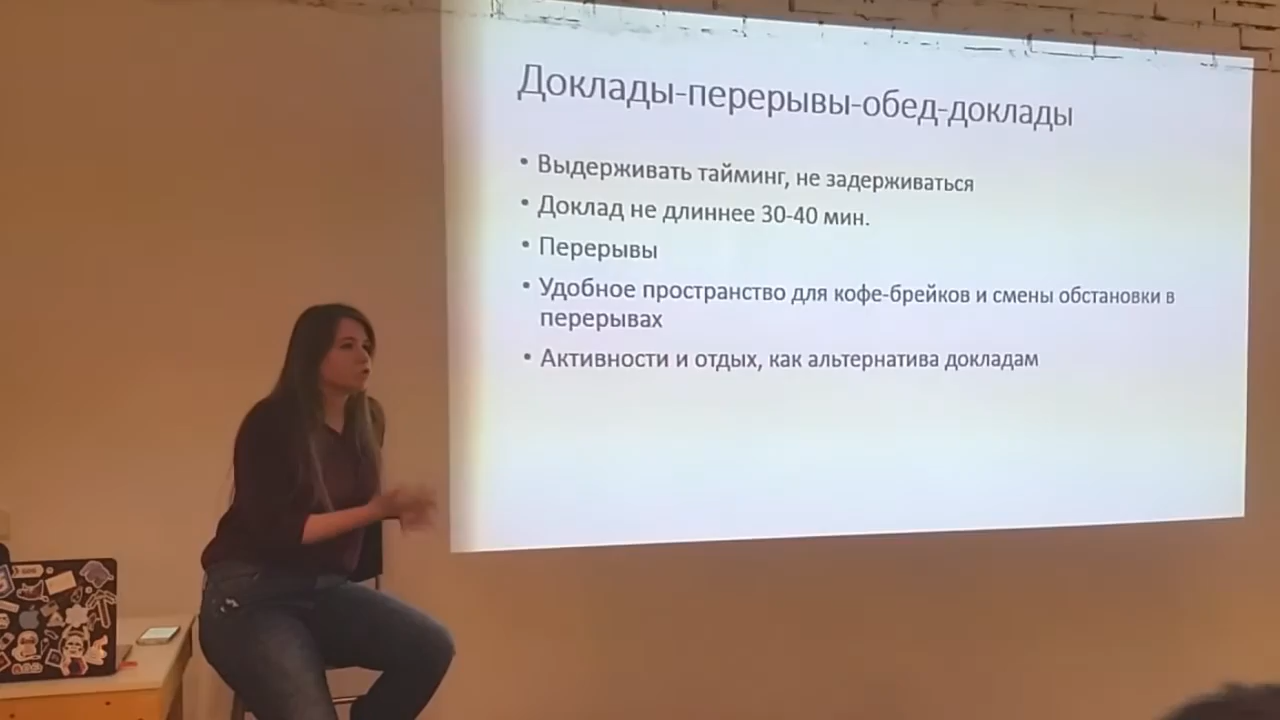 Доклады-перерывы-обед-доклады
• Выдерживать тайминг, не задерживаться
• Доклад не длиннее 30-40 мин.
• Перерывы
• Удобное пространство для кофе-брейков и смены обстановки в
перерывах
• Активности и отдых, как альтернатива докладам